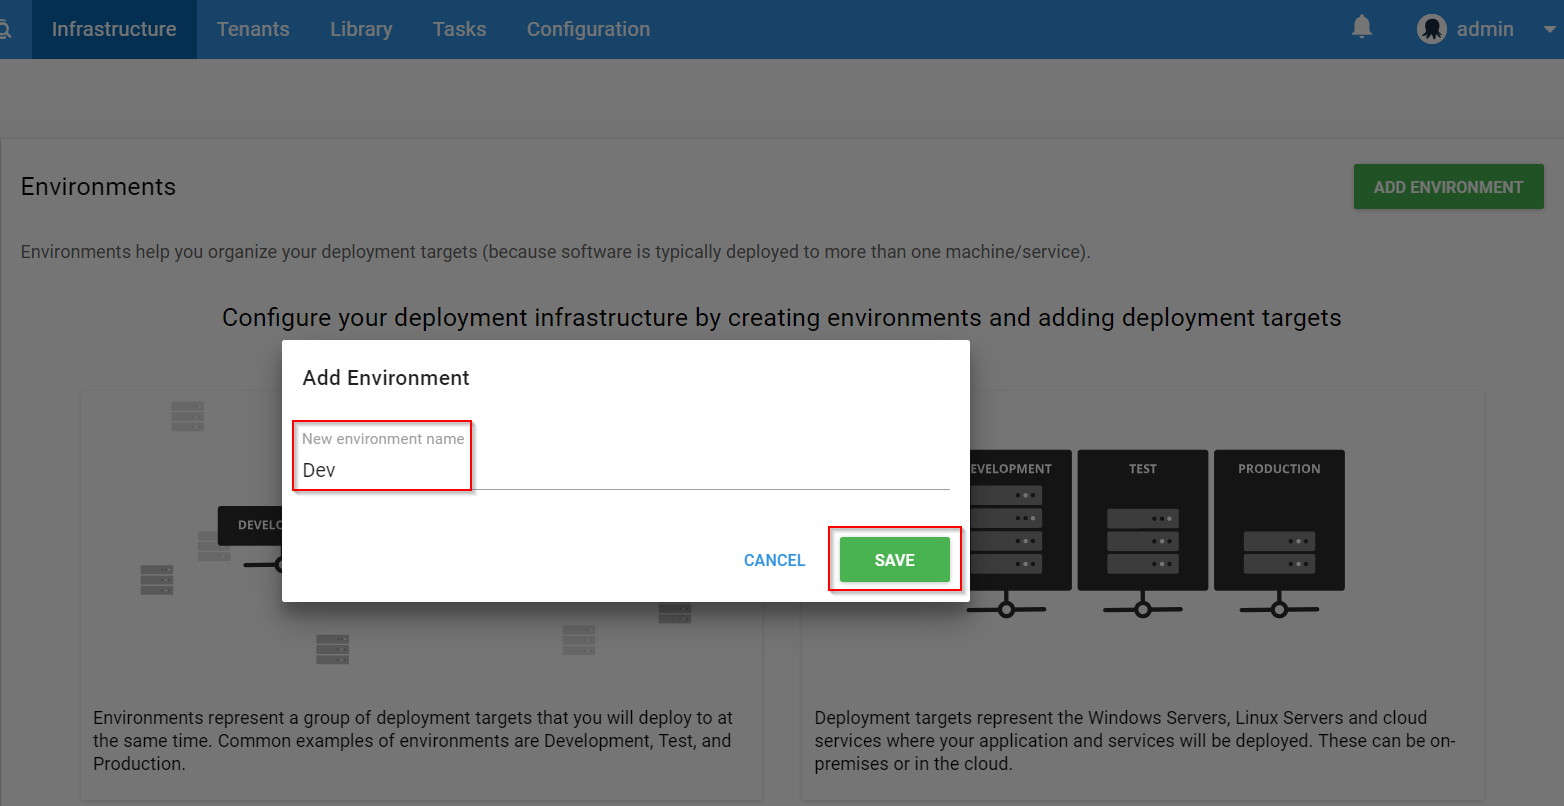 Infrastructure Tenants Library Tasks Configuration admin
Environments
ADD ENVIRONMENT
Environments help you organize your deployment targets (because software is typically deployed to more than one machine/service).
Configure your deployment infrastructure by creating environments and adding deployment targets
Add Environment
New environment name
Dev
CANCEL SAVE
DEVELO
EVELOPMENT TEST PRODUCTION
Environments represent a group of deployment targets that you will deploy to at
the same time. Common examples of environments are Development, Test, and
Production.
Deployment targets represent the Windows Servers, Linux Servers and cloud
services where your application and services will be deployed. These can be on-
premises or in the cloud.